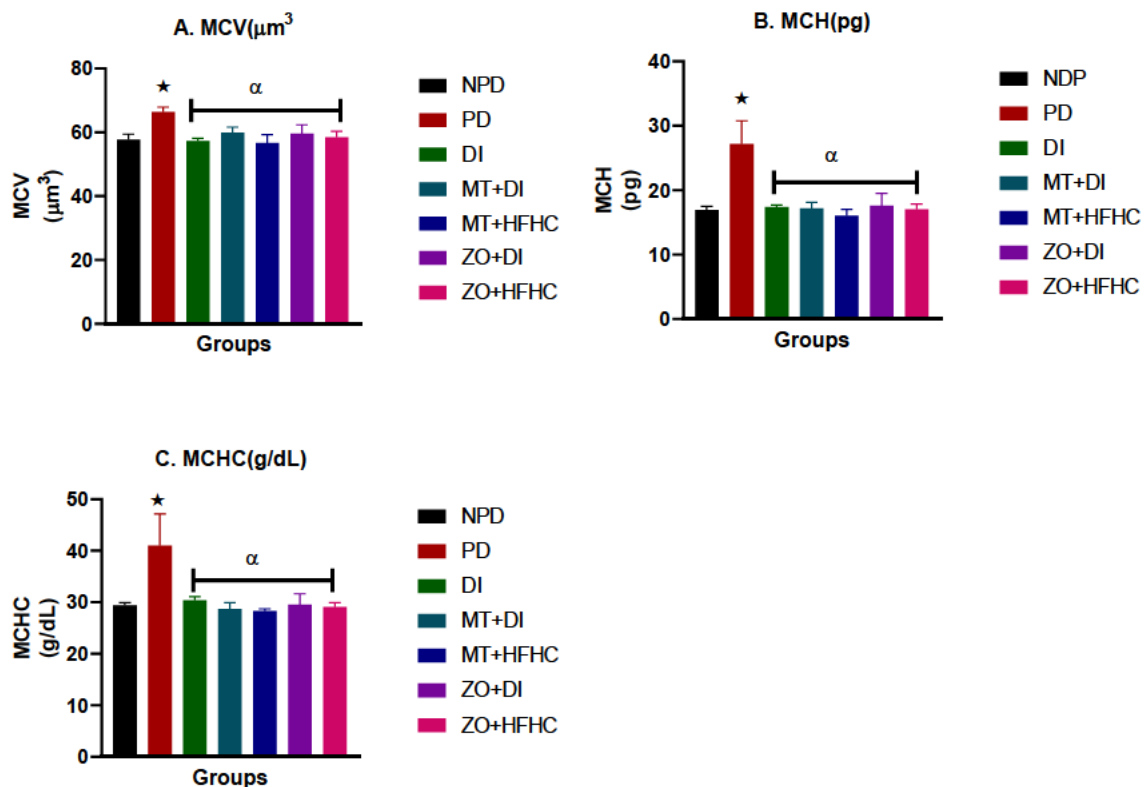 A. MCV(μm³
80
60
40
20
0
MCV
(μm³)
★
α
Groups
NPD
PD
DI
MT+DI
MT+HFHC
ZO+DI
ZO+HFHC
B. MCH(pg)
40
30
20
10
0
MCH
(pg)
★
α
Groups
NDP
PD
DI
MT+DI
MT+HFHC
ZO+DI
ZO+HFHC
C. MCHC(g/dL)
50
40
30
20
10
0
MCHC
(g/dL)
★
α
Groups
NPD
PD
DI
MT+DI
MT+HFHC
ZO+DI
ZO+HFHC